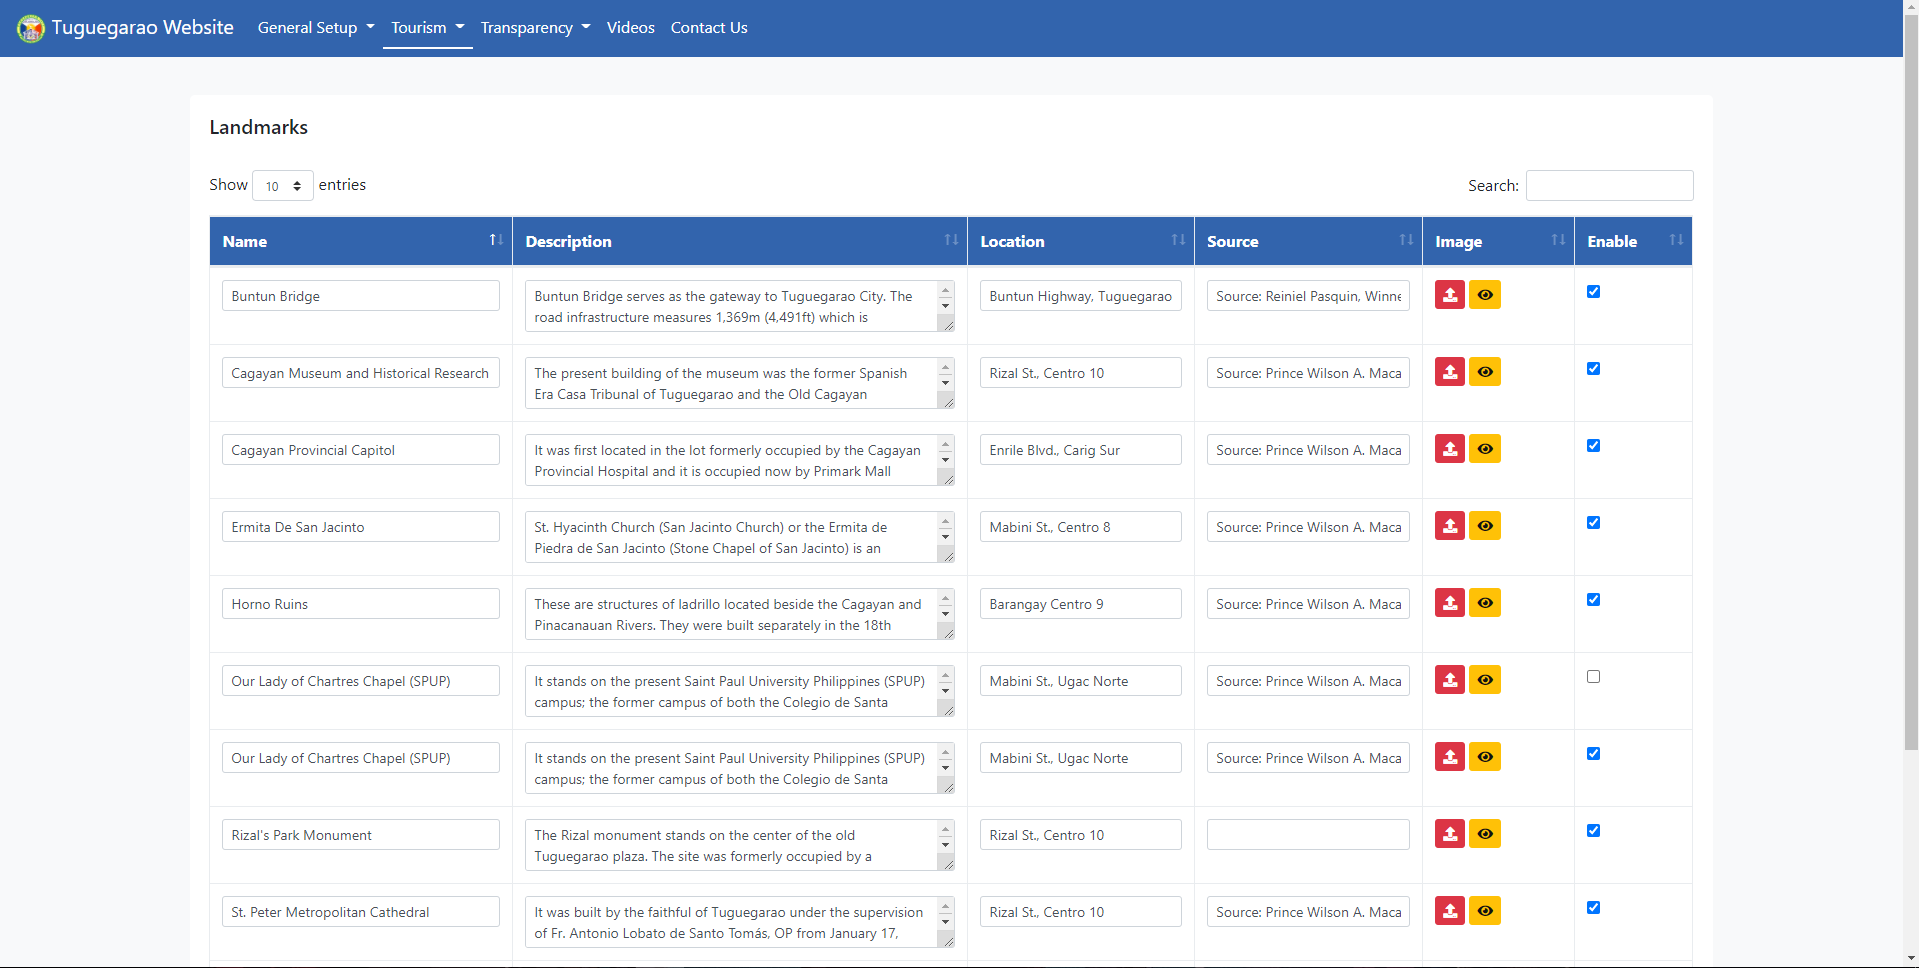 Tuguegarao Website General Setup Tourism Transparency Videos Contact Us
Landmarks
Show 10 entries Search:
Name Description Location Source Image Enable
Buntun Bridge
Buntun Bridge serves as the gateway to Tuguegarao City. The
road infrastructure measures 1,369m (4,491ft) which is
Buntun Highway, Tuguegarao
Source: Reiniel Pasquin, Winne
Cagayan Museum and Historical Research
The present building of the museum was the former Spanish
Era Casa Tribunal of Tuguegarao and the Old Cagayan
Rizal St., Centro 10
Source: Prince Wilson A. Maca
Cagayan Provincial Capitol
It was first located in the lot formerly occupied by the Cagayan
Provincial Hospital and it is occupied now by Primark Mall
Enrile Blvd., Carig Sur
Source: Prince Wilson A. Maca
Ermita De San Jacinto
St. Hyacinth Church (San Jacinto Church) or the Ermita de
Piedra de San Jacinto (Stone Chapel of San Jacinto) is an
Mabini St., Centro 8
Source: Prince Wilson A. Maca
Horno Ruins
These are structures of ladrillo located beside the Cagayan and
Pinacanauan Rivers. They were built separately in the 18th
Barangay Centro 9
Source: Prince Wilson A. Maca
Our Lady of Chartres Chapel (SPUP)
It stands on the present Saint Paul University Philippines (SPUP)
campus; the former campus of both the Colegio de Santa
Mabini St., Ugac Norte
Source: Prince Wilson A. Maca
Our Lady of Chartres Chapel (SPUP)
It stands on the present Saint Paul University Philippines (SPUP)
campus; the former campus of both the Colegio de Santa
Mabini St., Ugac Norte
Source: Prince Wilson A. Maca
Rizal's Park Monument
The Rizal monument stands on the center of the old
Tuguegarao plaza. The site was formerly occupied by a
Rizal St., Centro 10
St. Peter Metropolitan Cathedral
It was built by the faithful of Tuguegarao under the supervision
of Fr. Antonio Lobato de Santo Tomás, OP from January 17,
Rizal St., Centro 10
Source: Prince Wilson A. Maca